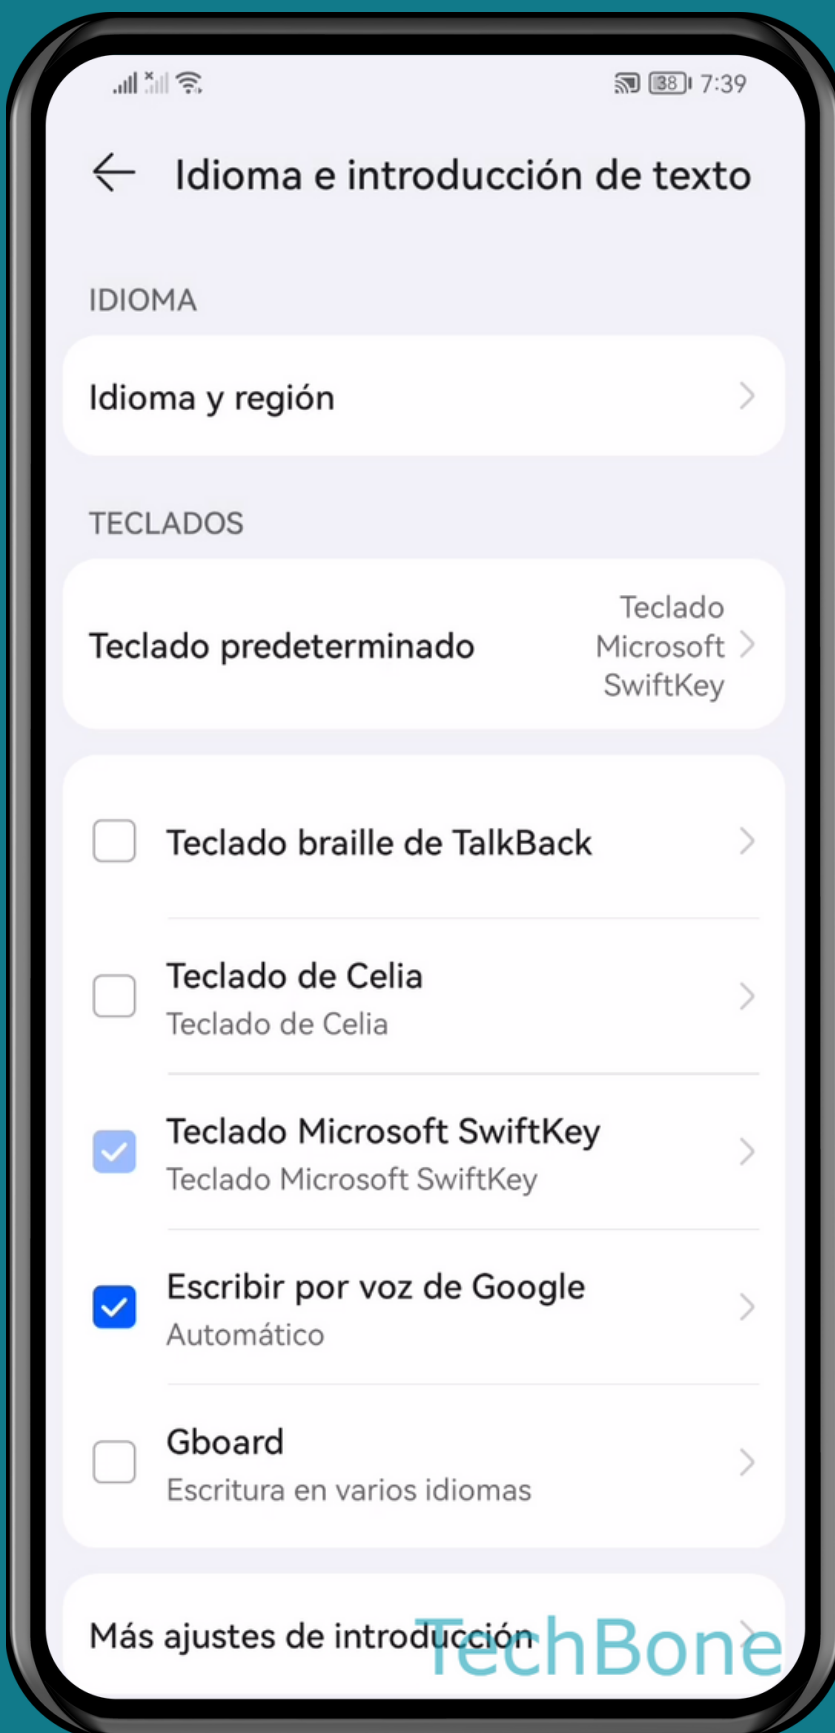 38 7:39
Idioma e introducción de texto
IDIOMA
Idioma y región
TECLADOS
Teclado predeterminado
Teclado
Microsoft
SwiftKey
Teclado braille de TalkBack
Teclado de Celia
Teclado de Celia
Teclado Microsoft SwiftKey
Teclado Microsoft SwiftKey
Escribir por voz de Google
Automático
Gboard
Escritura en varios idiomas
Más ajustes de introducción
TechBone